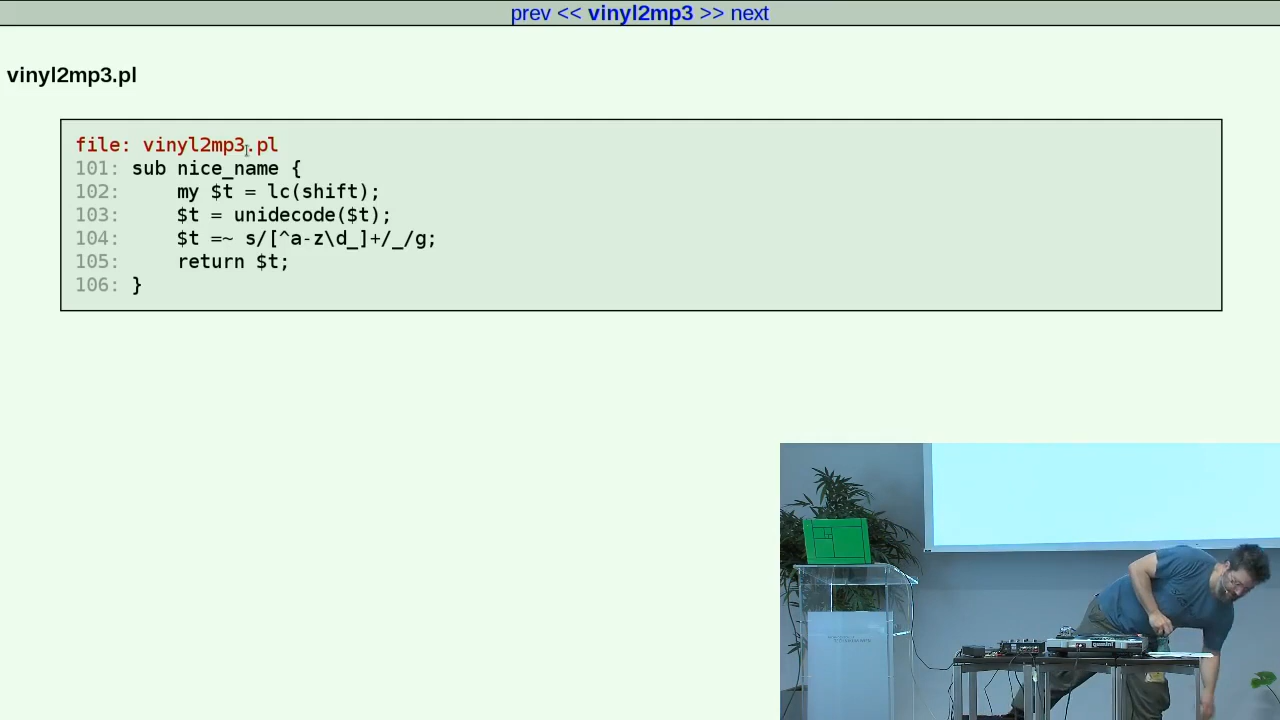 prev << vinyl2mp3 >> next
vinyl2mp3.pl
file: vinyl2mp3.pl
101: sub nice_name {
102:     my $t = lc(shift);
103:     $t = unidecode($t);
104:     $t =~ s/[^a-z\d_]+/_/g;
105:     return $t;
106: }
gemini